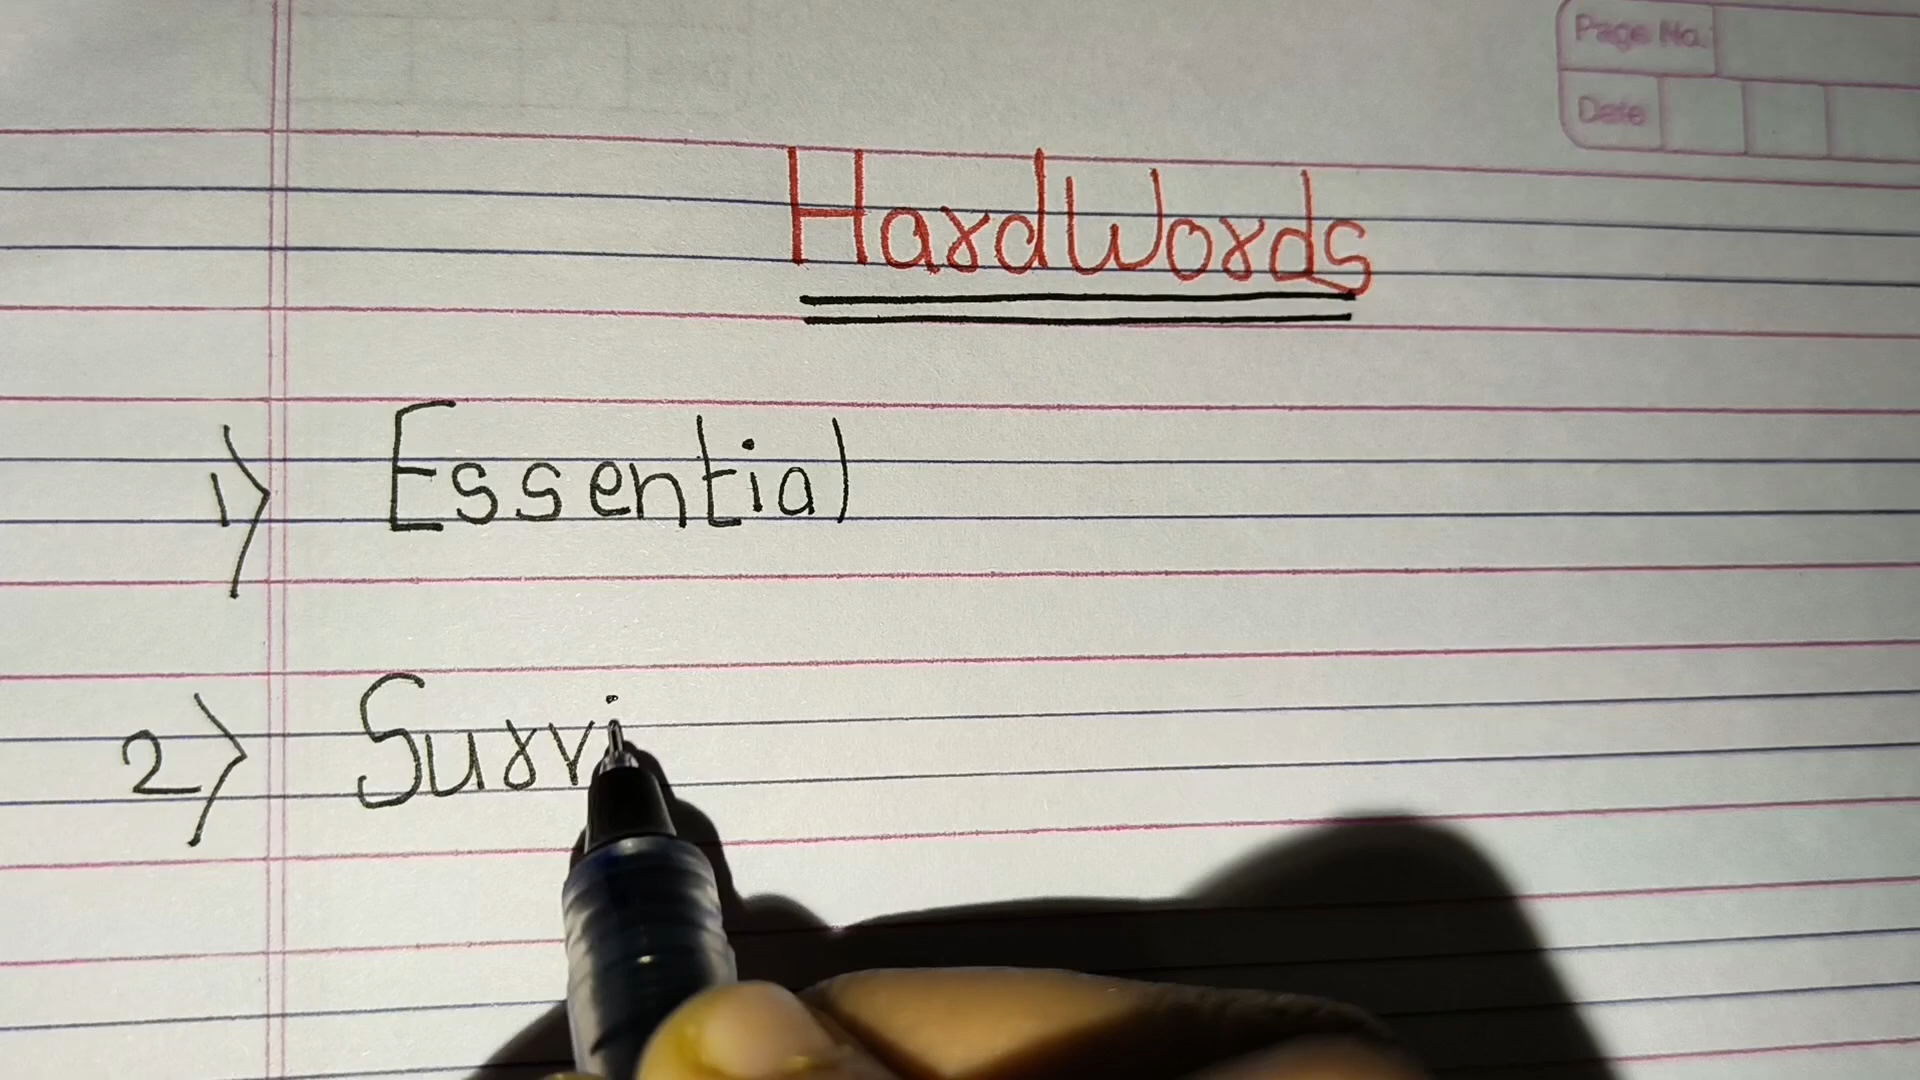 Page No.
Date
HardWords
1) Essential
2) Survi